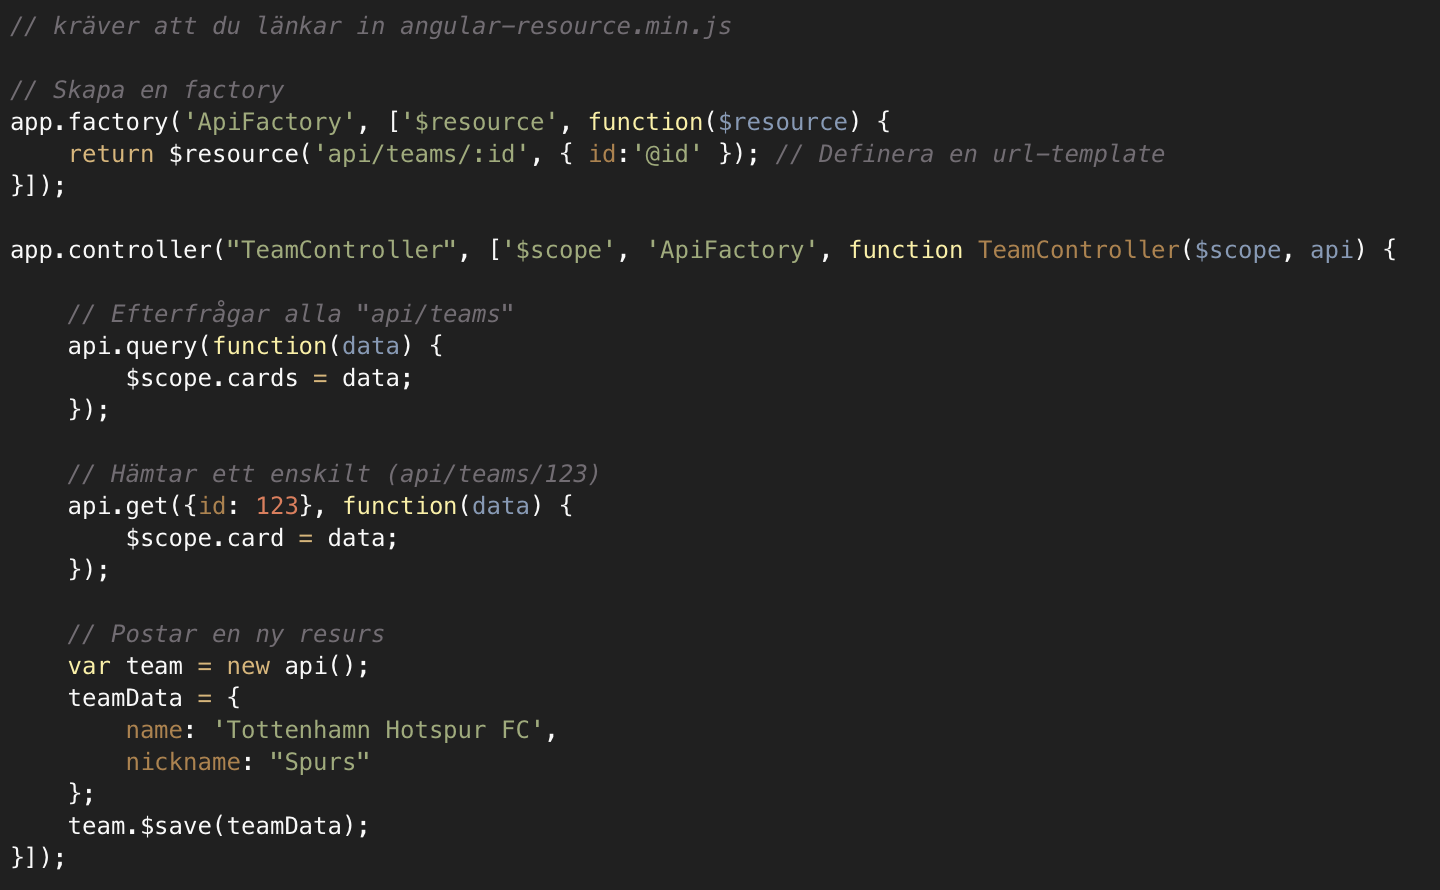 // kräver att du länkar in angular-resource.min.js
// Skapa en factory
app.factory('ApiFactory', ['$resource', function($resource) {
    return $resource('api/teams/:id', { id:'@id' }); // Definera en url-template
}]);
app.controller("TeamController", ['$scope', 'ApiFactory', function TeamController($scope, api) {
    // Efterfrågar alla "api/teams"
    api.query(function(data) {
        $scope.cards = data;
    });
    // Hämtar ett enskilt (api/teams/123)
    api.get({id: 123}, function(data) {
        $scope.card = data;
    });
    // Postar en ny resurs
    var team = new api();
    teamData = {
        name: 'Tottenhamn Hotspur FC',
        nickname: "Spurs"
    };
    team.$save(teamData);
}]);